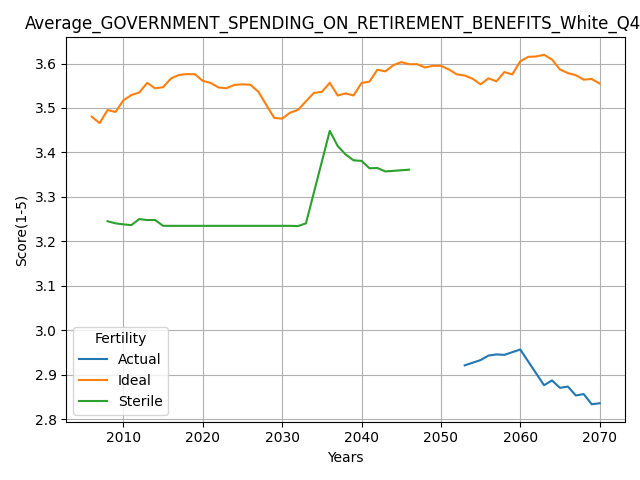 Average_GOVERNMENT_SPENDING_ON_RETIREMENT_BENEFITS_White_Q4
Score(1-5)
3.6
3.5
3.4
3.3
3.2
3.1
3.0
2.9
2.8
Fertility
Actual
Ideal
Sterile
2010 2020 2030 2040 2050 2060 2070
Years